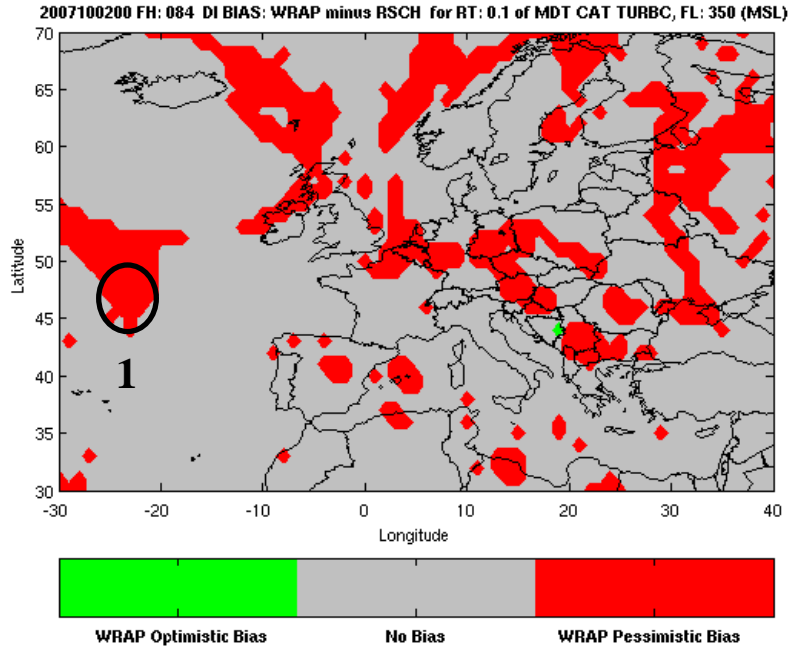 2007100200 FH: 084 DI BIAS: WRAP minus RSCH for RT: 0.1 of MDT CAT TURBC, FL: 350 (MSL)
70
65
60
55
50
45
40
35
30
Latitude
1
-30 -20 -10 0 10 20 30 40
Longitude
WRAP Optimistic Bias No Bias WRAP Pessimistic Bias